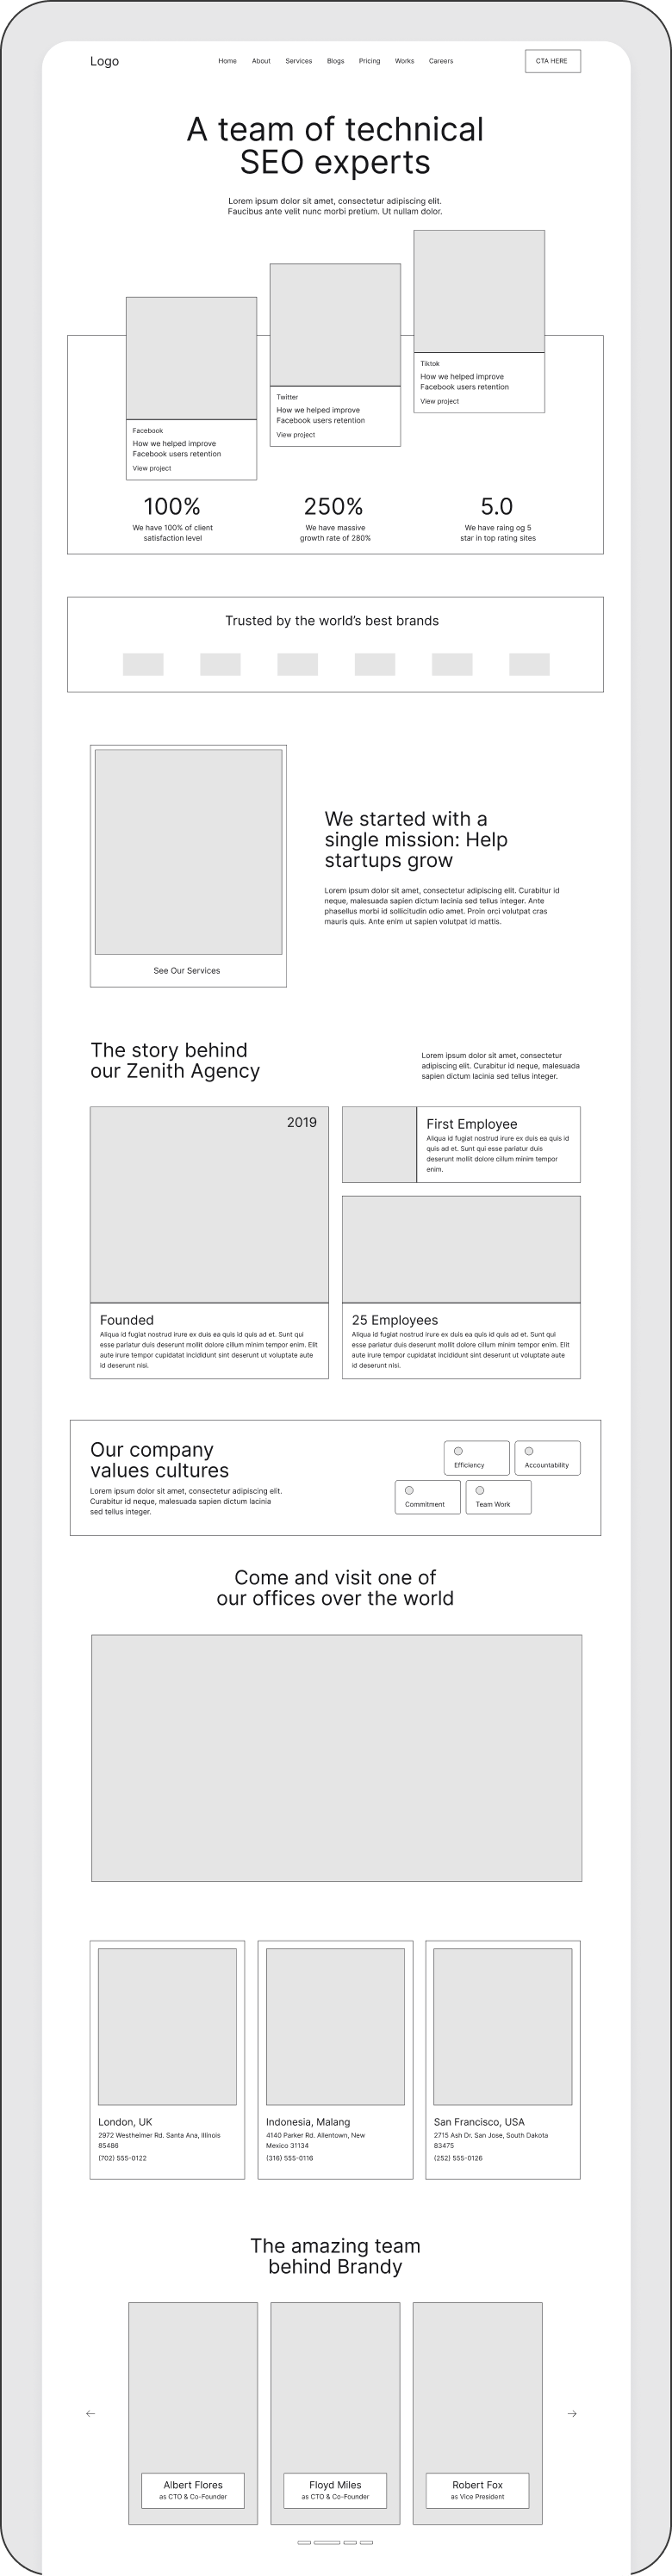 Logo
Home About Services Blogs Pricing Works Careers
CTA HERE
A team of technical
SEO experts
Lorem ipsum dolor sit amet, consectetur adipiscing elit.
Faucibus ante velit nunc morbi pretium. Ut nullam dolor.
Facebook
How we helped improve
Facebook users retention
View project
Twitter
How we helped improve
Facebook users retention
View project
Tiktok
How we helped improve
Facebook users retention
View project
100%
We have 100% of client
satisfaction level
250%
We have massive
growth rate of 280%
5.0
We have raing og 5
star in top rating sites
Trusted by the world's best brands
See Our Services
We started with a
single mission: Help
startups grow
Lorem ipsum dolor sit amet, consectetur adipiscing elit. Curabitur id
neque, malesuada sapien dictum lacinia sed tellus integer. Ante
phasellus morbi id sollicitudin odio amet. Proin orci volutpat cras
mauris quis. Ante enim ut sapien volutpat id mattis.
The story behind
our Zenith Agency
Lorem ipsum dolor sit amet, consectetur
adipiscing elit. Curabitur id neque, malesuada
sapien dictum lacinia sed tellus integer.
2019
Founded
Aliqua id fugiat nostrud irure ex duis ea quis id quis ad et. Sunt qui
esse pariatur duis deserunt mollit dolore cillum minim tempor enim. Elit
aute irure tempor cupidatat incididunt sint deserunt ut voluptate aute
id deserunt nisi.
First Employee
Aliqua id fugiat nostrud irure ex duis ea quis id
quis ad et. Sunt qui esse pariatur duis
deserunt mollit dolore cillum minim tempor
enim.
25 Employees
Aliqua id fugiat nostrud irure ex duis ea quis id quis ad et. Sunt qui
esse pariatur duis deserunt mollit dolore cillum minim tempor enim. Elit
aute irure tempor cupidatat incididunt sint deserunt ut voluptate aute
id deserunt nisi.
Our company
values cultures
Lorem ipsum dolor sit amet, consectetur adipiscing elit.
Curabitur id neque, malesuada sapien dictum lacinia
sed tellus integer.
Efficiency
Accountability
Commitment
Team Work
Come and visit one of
our offices over the world
London, UK
2972 Westheimer Rd. Santa Ana, Illinois
85486
(702) 555-0122
Indonesia, Malang
4140 Parker Rd. Allentown, New
Mexico 31134
(316) 555-0116
San Francisco, USA
2715 Ash Dr. San Jose, South Dakota
83475
(252) 555-0126
The amazing team
behind Brandy
Albert Flores
as CTO & Co-Founder
Floyd Miles
as CTO & Co-Founder
Robert Fox
as Vice President